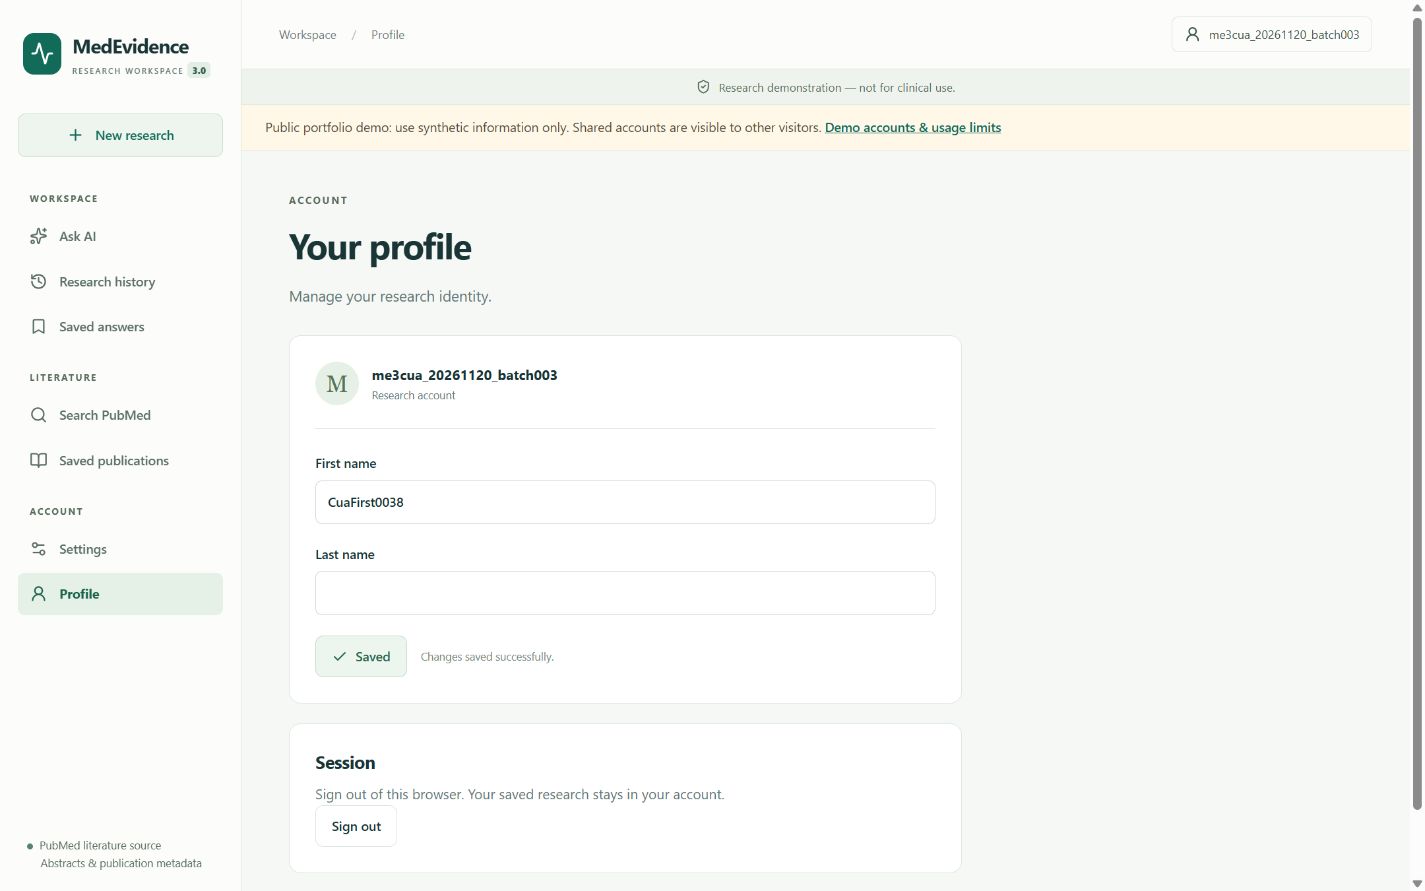 MedEvidence
RESEARCH WORKSPACE 3.0
New research
WORKSPACE
Ask AI
Research history
Saved answers
LITERATURE
Search PubMed
Saved publications
ACCOUNT
Settings
Profile
PubMed literature source
Abstracts & publication metadata
Workspace / Profile
me3cua_20261120_batch003
Research demonstration — not for clinical use.
Public portfolio demo: use synthetic information only. Shared accounts are visible to other visitors. Demo accounts & usage limits
ACCOUNT
Your profile
Manage your research identity.
M
me3cua_20261120_batch003
Research account
First name
CuaFirst0038
Last name
Saved
Changes saved successfully.
Session
Sign out of this browser. Your saved research stays in your account.
Sign out